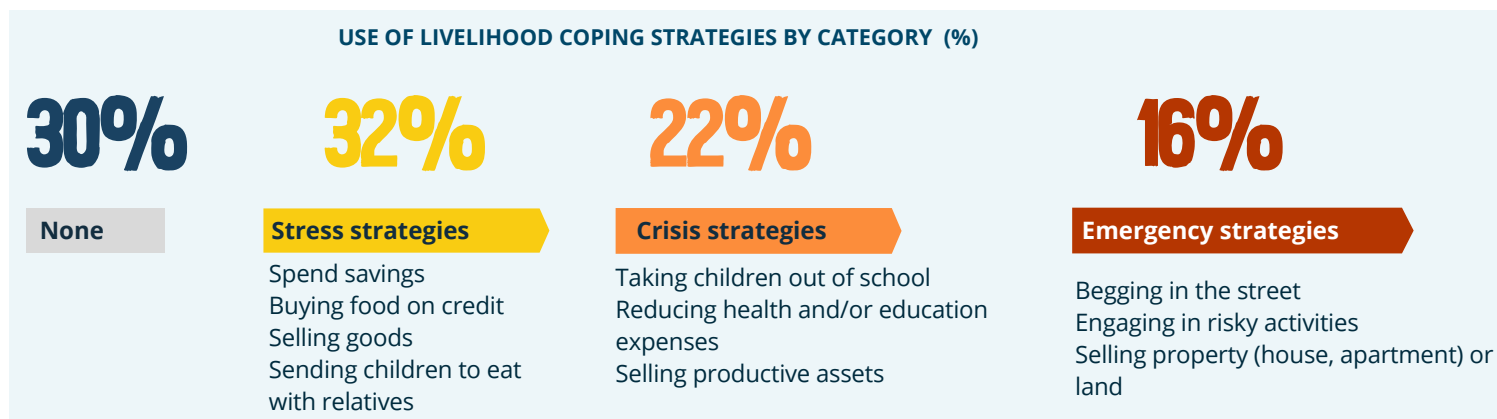 USE OF LIVELIHOOD COPING STRATEGIES BY CATEGORY (%)
30%
None
32%
Stress strategies
Spend savings
Buying food on credit
Selling goods
Sending children to eat
with relatives
22%
Crisis strategies
Taking children out of school
Reducing health and/or education
expenses
Selling productive assets
16%
Emergency strategies
Begging in the street
Engaging in risky activities
Selling property (house, apartment) or
land